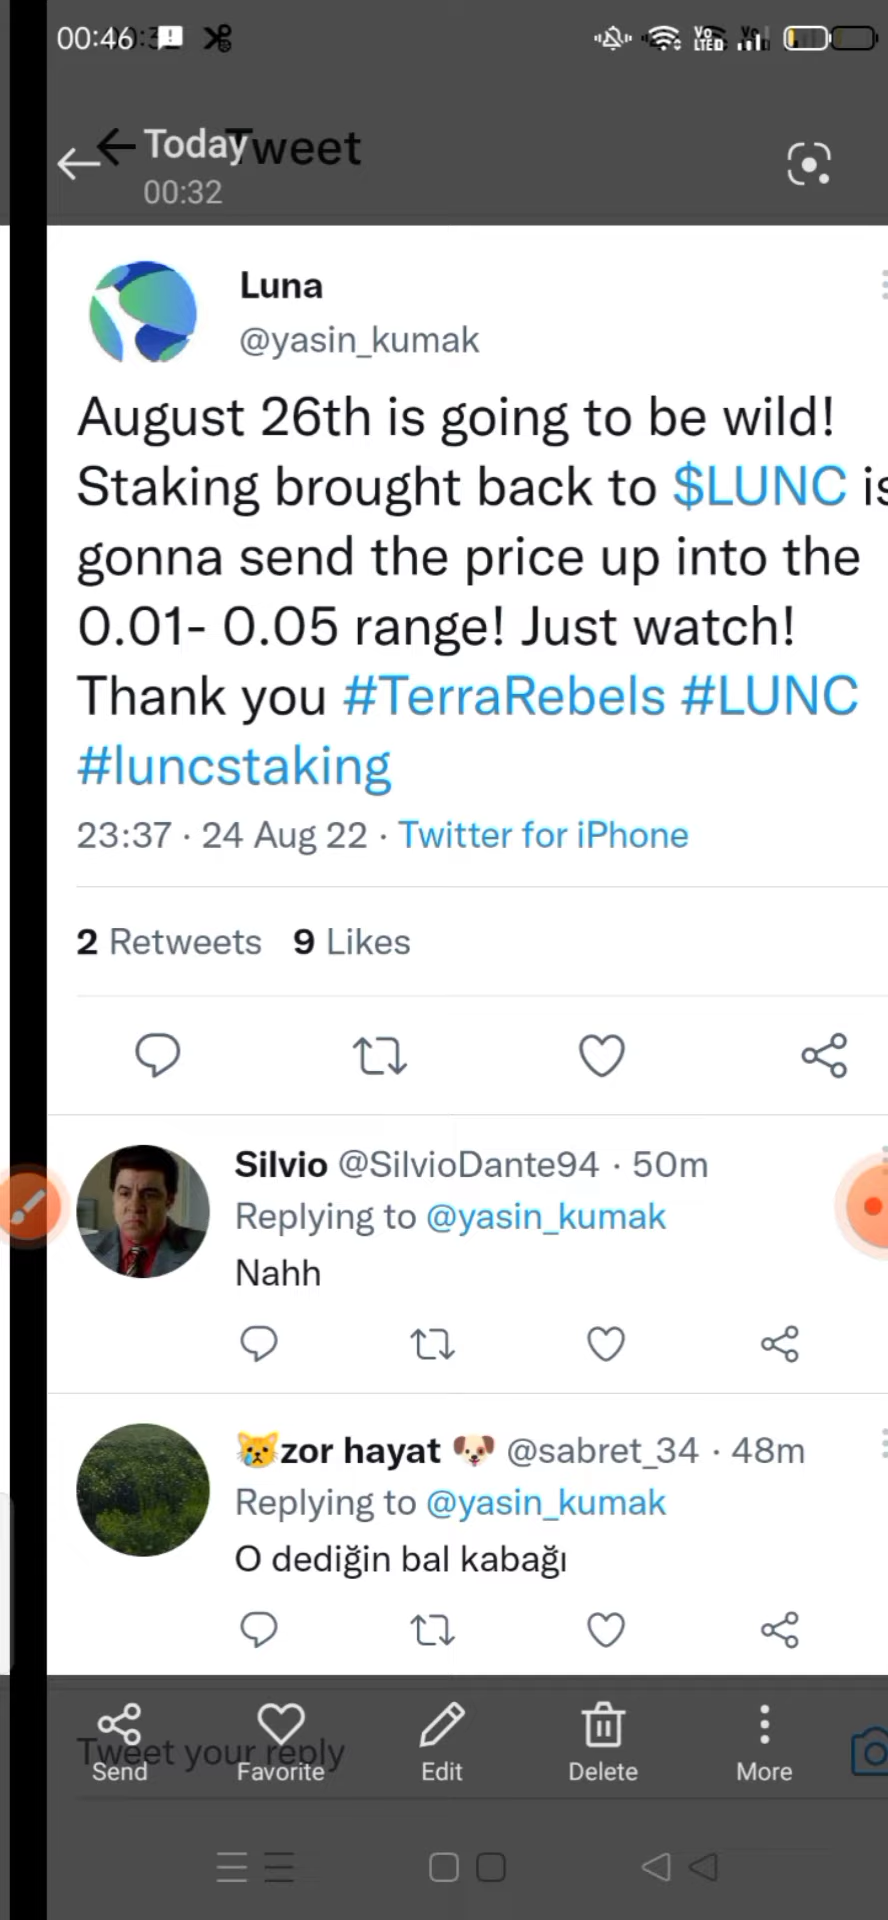 00:46
Today
Tweet
00:32
Luna
@yasin_kumak
August 26th is going to be wild!
Staking brought back to $LUNC is
gonna send the price up into the
0.01- 0.05 range! Just watch!
Thank you #TerraRebels #LUNC
#luncstaking
23:37 · 24 Aug 22 · Twitter for iPhone
2 Retweets 9 Likes
Silvio @SilvioDante94 · 50m
Replying to @yasin_kumak
Nahh
😿zor hayat 🐶 @sabret_34 · 48m
Replying to @yasin_kumak
O dediğin bal kabağı
Tweet your reply
Send Favorite Edit Delete More